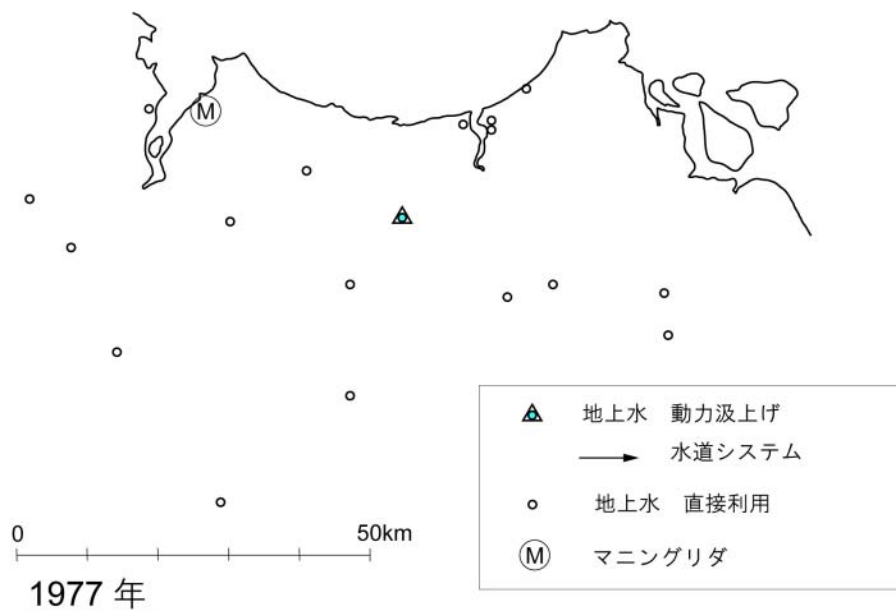 M
地上水 動力汲上げ
水道システム
地上水 直接利用
M マニングリダ
0 50km
1977 年